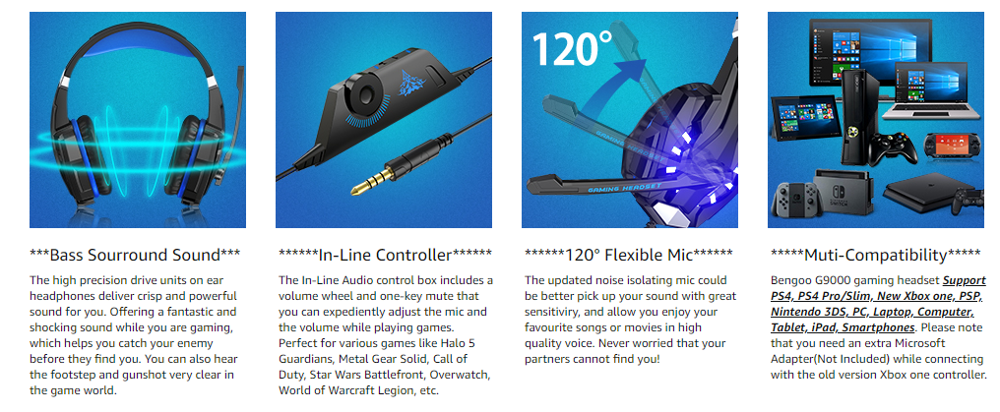 120°
GAMING HEADSET
***Bass Sourround Sound***
The high precision drive units on ear
headphones deliver crisp and powerful
sound for you. Offering a fantastic and
shocking sound while you are gaming,
which helps you catch your enemy
before they find you. You can also hear
the footstep and gunshot very clear in
the game world.
******In-Line Controller******
The In-Line Audio control box includes a
volume wheel and one-key mute that
you can expediently adjust the mic and
the volume while playing games.
Perfect for various games like Halo 5
Guardians, Metal Gear Solid, Call of
Duty, Star Wars Battlefront, Overwatch,
World of Warcraft Legion, etc.
******120° Flexible Mic******
The updated noise isolating mic could
be better pick up your sound with great
sensitiviry, and allow you enjoy your
favourite songs or movies in high
quality voice. Never worried that your
partners cannot find you!
*****Muti-Compatibility*****
Bengoo G9000 gaming headset Support
PS4, PS4 Pro/Slim, New Xbox one, PSP,
Nintendo 3DS, PC, Laptop, Computer,
Tablet, iPad, Smartphones. Please note
that you need an extra Microsoft
Adapter(Not Included) while connecting
with the old version Xbox one controller.